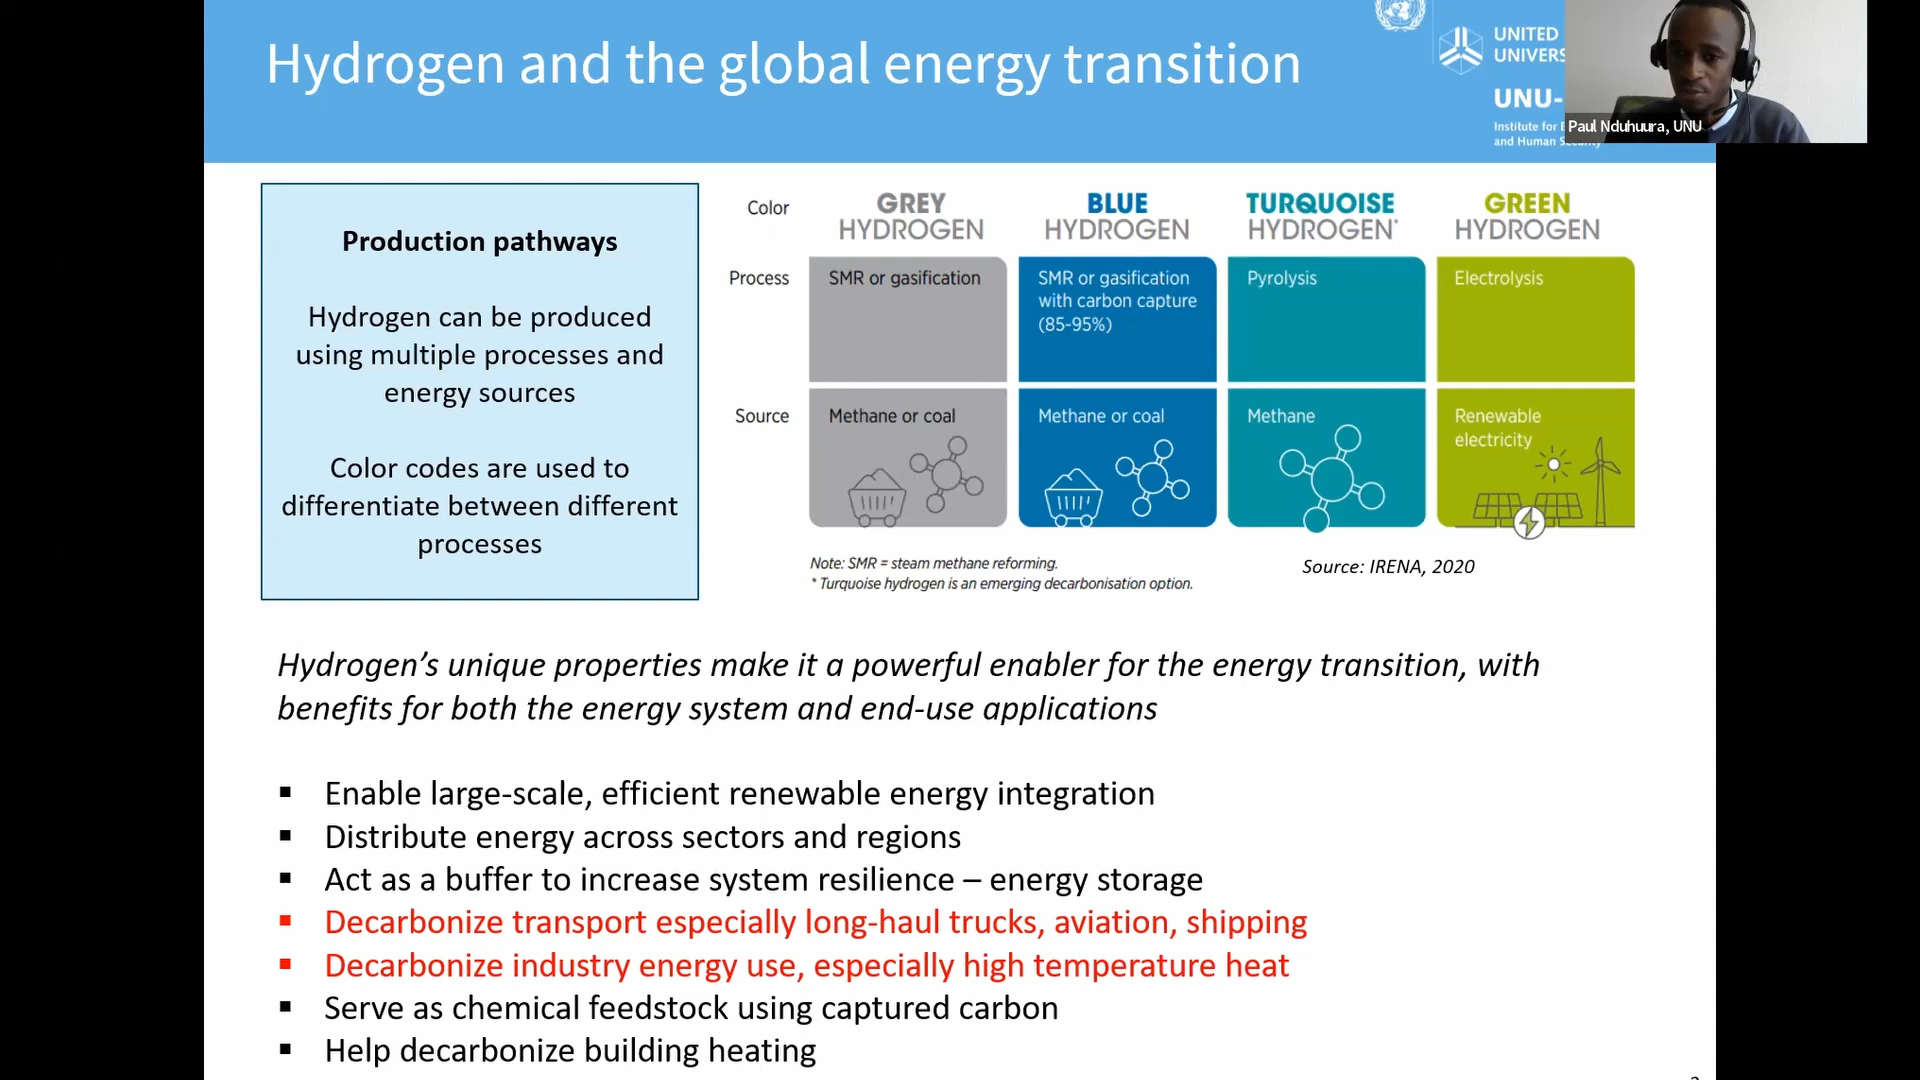 Hydrogen and the global energy transition
UNITED
UNIVERS
UNU-
Institute for E
and Human Security
Paul Nduhuura, UNU
Production pathways
Hydrogen can be produced
using multiple processes and
energy sources
Color codes are used to
differentiate between different
processes
Color
GREY
HYDROGEN
BLUE
HYDROGEN
TURQUOISE
HYDROGEN*
GREEN
HYDROGEN
Process
SMR or gasification
SMR or gasification
with carbon capture
(85-95%)
Pyrolysis
Electrolysis
Source
Methane or coal
Methane or coal
Methane
Renewable
electricity
Note: SMR = steam methane reforming.
* Turquoise hydrogen is an emerging decarbonisation option.
Source: IRENA, 2020
Hydrogen’s unique properties make it a powerful enabler for the energy transition, with
benefits for both the energy system and end-use applications
▪ Enable large-scale, efficient renewable energy integration
▪ Distribute energy across sectors and regions
▪ Act as a buffer to increase system resilience – energy storage
▪ Decarbonize transport especially long-haul trucks, aviation, shipping
▪ Decarbonize industry energy use, especially high temperature heat
▪ Serve as chemical feedstock using captured carbon
▪ Help decarbonize building heating